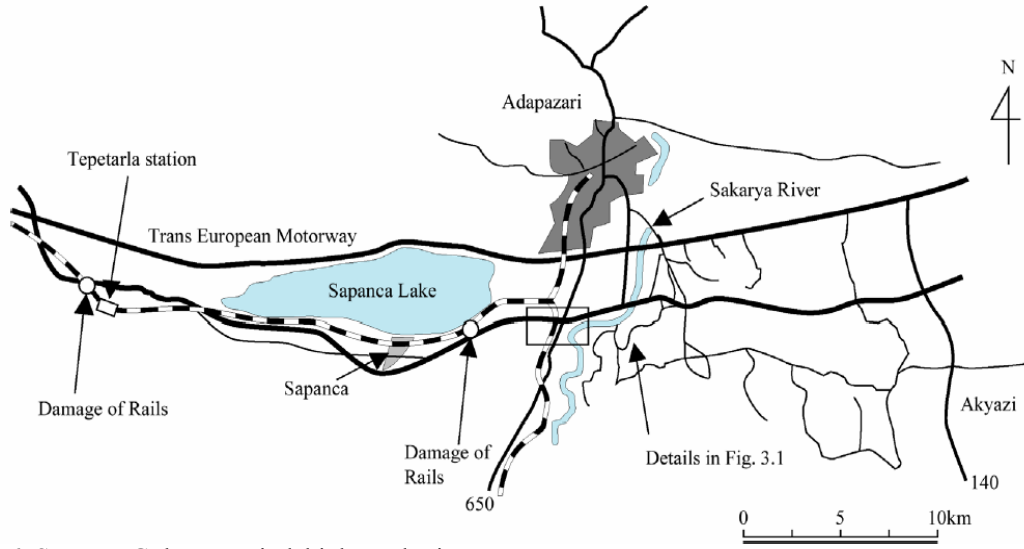 N
Adapazari
Tepetarla station
Sakarya River
Trans European Motorway
Sapanca Lake
Sapanca
Damage of Rails
Akyazi
Damage of
Rails
Details in Fig. 3.1
650
140
0 5 10km